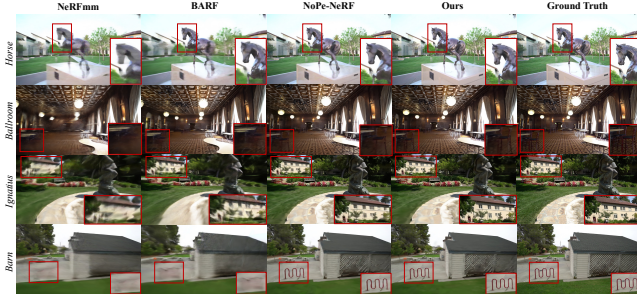 NeRFmm BARF NoPe-NeRF Ours Ground Truth
Horse
Ballroom
Ignatius
Barn